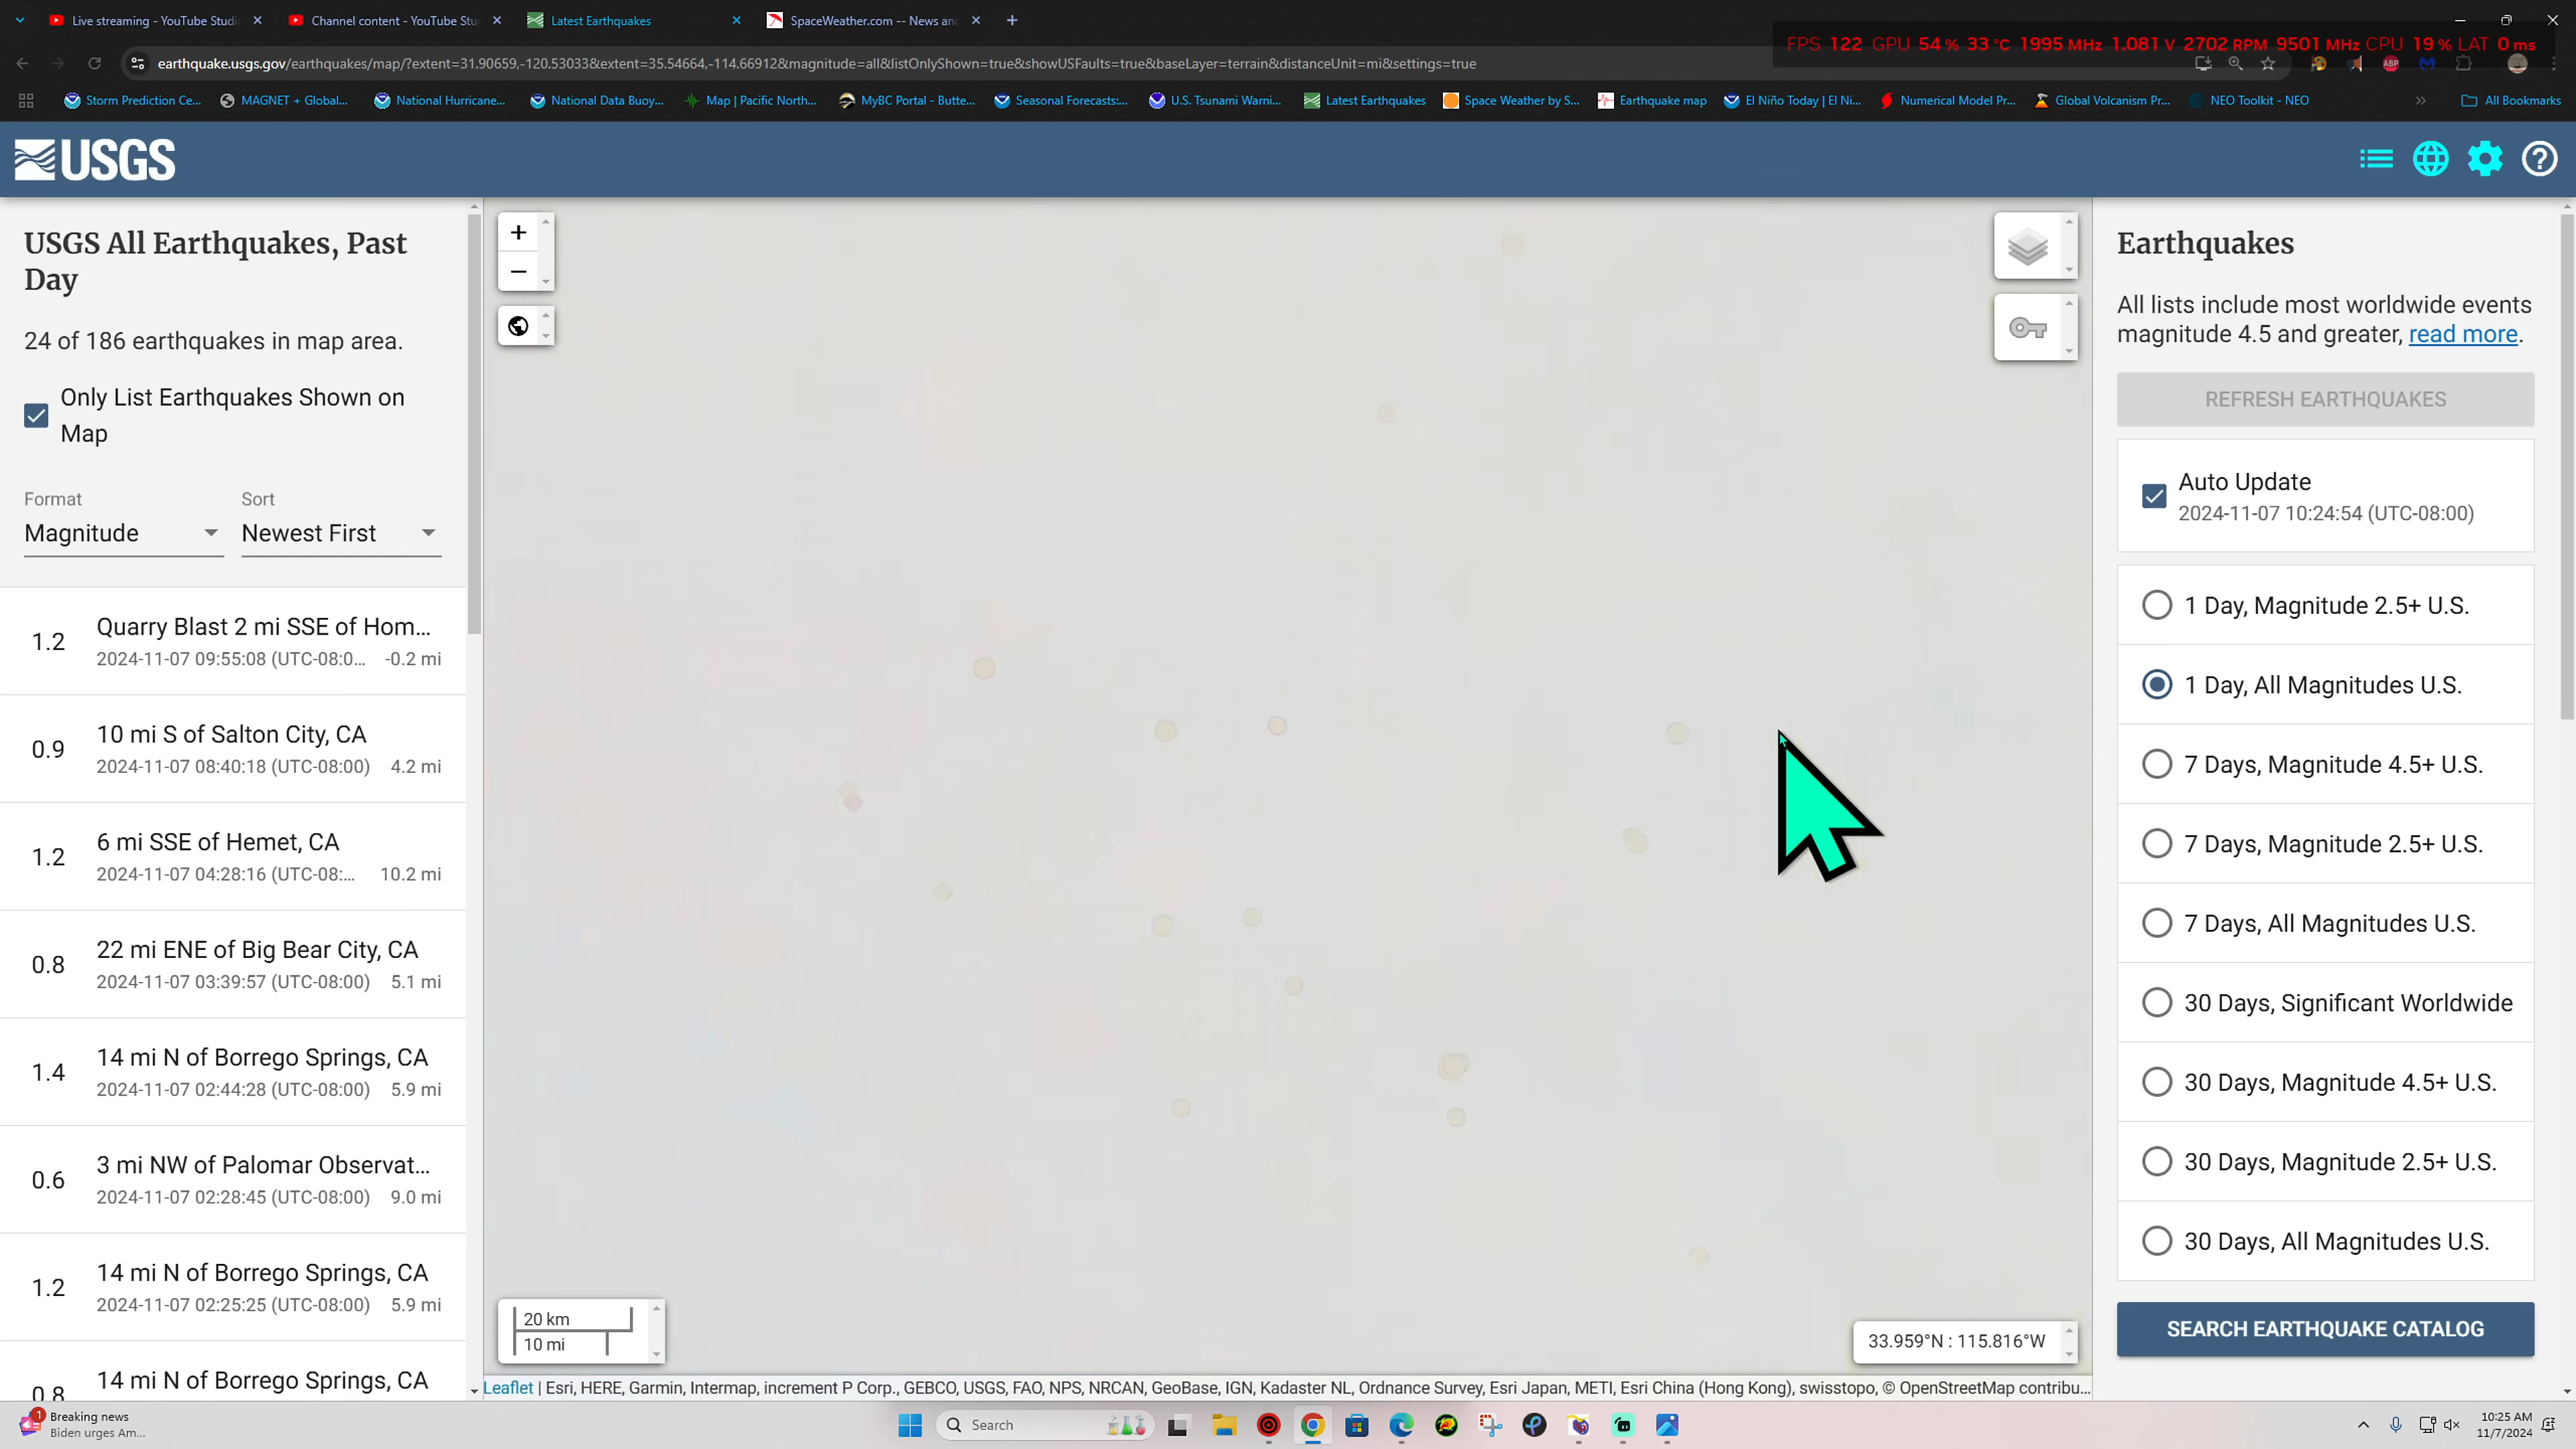 Live streaming - YouTube Studi
Channel content - YouTube Stu
Latest Earthquakes
SpaceWeather.com -- News an
FPS 122 GPU 54 % 33 °C 1995 MHz 1.081 V 2702 RPM 9501 MHz CPU 19 % LAT 0 ms
earthquake.usgs.gov/earthquakes/map/?extent=31.90659,-120.53033&extent=35.54664,-114.66912&magnitude=all&listOnlyShown=true&showUSFaults=true&baseLayer=terrain&distanceUnit=mi&settings=true
ABP
Storm Prediction Ce...
MAGNET + Global...
National Hurricane...
National Data Buoy...
Map | Pacific North...
MyBC Portal - Butte...
Seasonal Forecasts:...
U.S. Tsunami Warni...
Latest Earthquakes
Space Weather by S...
Earthquake map
El Niño Today | El Ni...
Numerical Model Pr...
Global Volcanism Pr...
NEO Toolkit - NEO
»
All Bookmarks
USGS
USGS All Earthquakes, Past
Day
24 of 186 earthquakes in map area.
Only List Earthquakes Shown on
Map
Format
Magnitude
Sort
Newest First
1.2
Quarry Blast 2 mi SSE of Hom...
2024-11-07 09:55:08 (UTC-08:0... -0.2 mi
0.9
10 mi S of Salton City, CA
2024-11-07 08:40:18 (UTC-08:00) 4.2 mi
1.2
6 mi SSE of Hemet, CA
2024-11-07 04:28:16 (UTC-08:... 10.2 mi
0.8
22 mi ENE of Big Bear City, CA
2024-11-07 03:39:57 (UTC-08:00) 5.1 mi
1.4
14 mi N of Borrego Springs, CA
2024-11-07 02:44:28 (UTC-08:00) 5.9 mi
0.6
3 mi NW of Palomar Observat...
2024-11-07 02:28:45 (UTC-08:00) 9.0 mi
1.2
14 mi N of Borrego Springs, CA
2024-11-07 02:25:25 (UTC-08:00) 5.9 mi
0.8
14 mi N of Borrego Springs, CA
+
−
20 km
10 mi
33.959°N : 115.816°W
Leaflet | Esri, HERE, Garmin, Intermap, increment P Corp., GEBCO, USGS, FAO, NPS, NRCAN, GeoBase, IGN, Kadaster NL, Ordnance Survey, Esri Japan, METI, Esri China (Hong Kong), swisstopo, © OpenStreetMap contribu...
Earthquakes
All lists include most worldwide events
magnitude 4.5 and greater, read more.
REFRESH EARTHQUAKES
Auto Update
2024-11-07 10:24:54 (UTC-08:00)
1 Day, Magnitude 2.5+ U.S.
1 Day, All Magnitudes U.S.
7 Days, Magnitude 4.5+ U.S.
7 Days, Magnitude 2.5+ U.S.
7 Days, All Magnitudes U.S.
30 Days, Significant Worldwide
30 Days, Magnitude 4.5+ U.S.
30 Days, Magnitude 2.5+ U.S.
30 Days, All Magnitudes U.S.
SEARCH EARTHQUAKE CATALOG
1
Breaking news
Biden urges Am...
Search
10:25 AM
11/7/2024